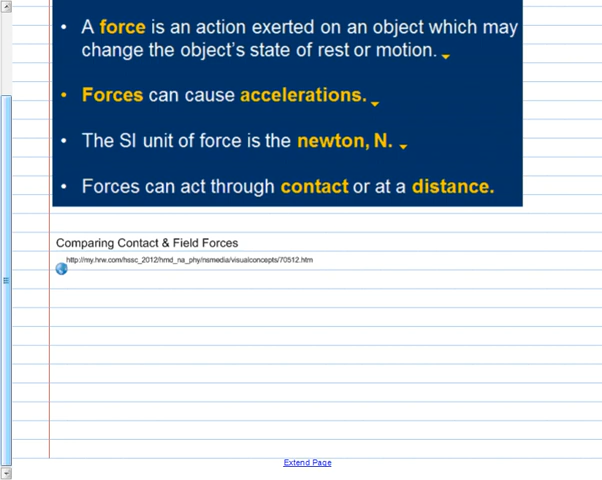 • A force is an action exerted on an object which may
change the object's state of rest or motion.
• Forces can cause accelerations.
• The SI unit of force is the newton, N.
• Forces can act through contact or at a distance.
Comparing Contact & Field Forces
http://my.hrw.com/hssc_2012/hmd_na_phy/nsmedia/visualconcepts/70512.htm
Extend Page